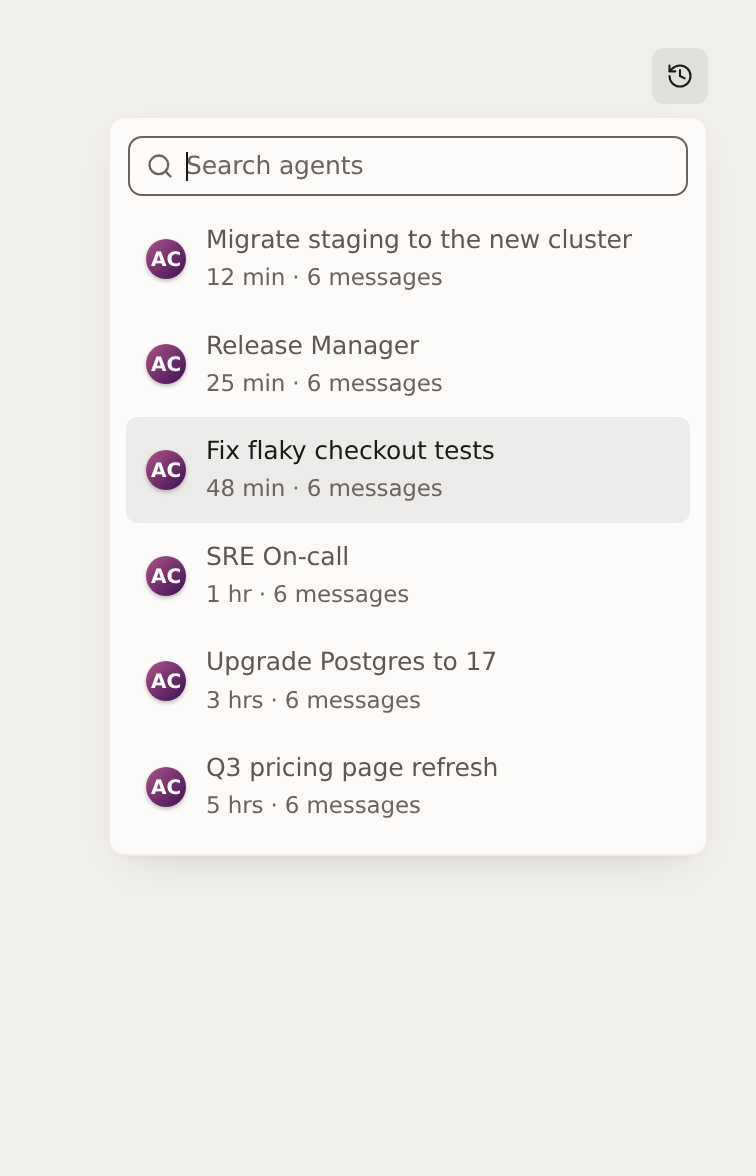 Search agents
AC
Migrate staging to the new cluster
12 min · 6 messages
AC
Release Manager
25 min · 6 messages
AC
Fix flaky checkout tests
48 min · 6 messages
AC
SRE On-call
1 hr · 6 messages
AC
Upgrade Postgres to 17
3 hrs · 6 messages
AC
Q3 pricing page refresh
5 hrs · 6 messages